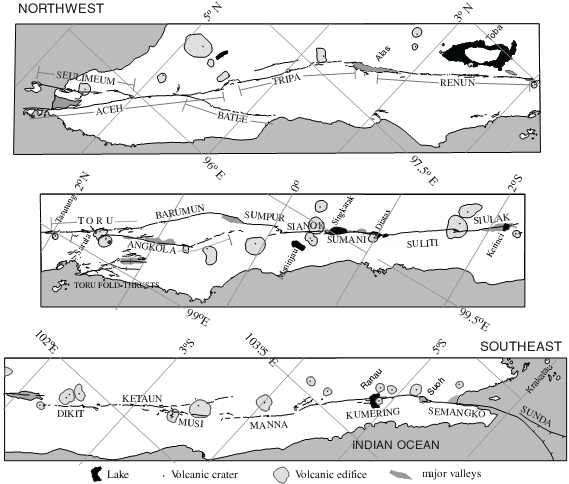 NORTHWEST
5°N
3°N
Toba
Alas
SEULIMEUM
ACEH
BATEE
TRIPA
RENUN
96°E
97.5°E
2°N
0°
2°S
Tarutung
TORU
BARUMUN
SUMPUR
SIANOK
Singkarak
Diatas
SIULAK
ANGKOLA
Maninjau
SUMANI
SULITI
Kerinci
TORU FOLD-THRUSTS
99°E
99.5°E
SOUTHEAST
102°E
3°S
103.5°E
5°S
Krakatau
Ranau
Suoh
DIKIT
KETAUN
MUSI
MANNA
KUMERING
SEMANGKO
SUNDA
INDIAN OCEAN
Lake
Volcanic crater
Volcanic edifice
major valleys